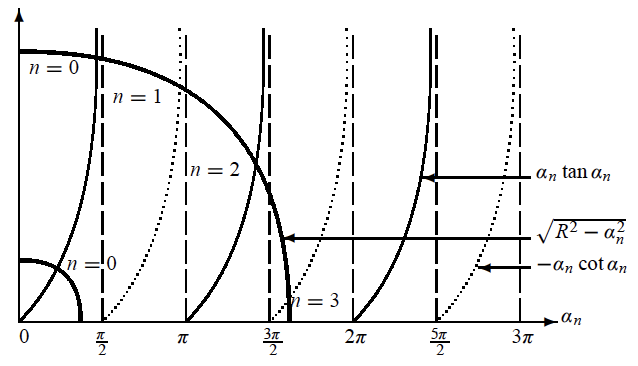 n = 0
n = 1
n = 2
αₙ tan αₙ
√(R² − αₙ²)
n = 0
−αₙ cot αₙ
n = 3
αₙ
0 π/2 π 3π/2 2π 5π/2 3π